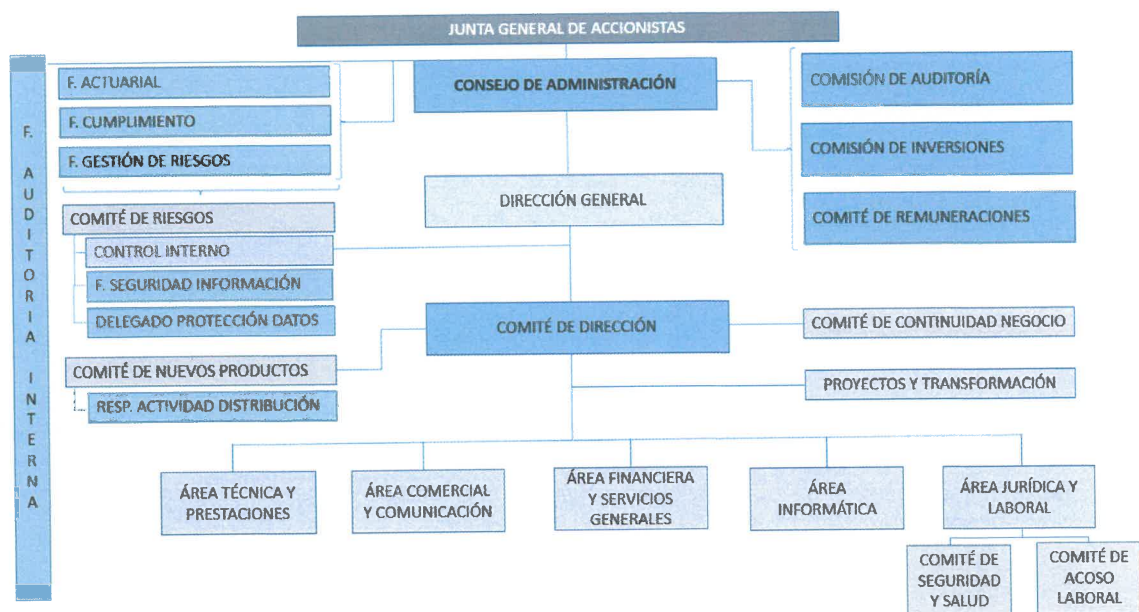 JUNTA GENERAL DE ACCIONISTAS
F. AUDITORIA INTERNA
F. ACTUARIAL
F. CUMPLIMIENTO
F. GESTIÓN DE RIESGOS
CONSEJO DE ADMINISTRACIÓN
COMISIÓN DE AUDITORÍA
COMISIÓN DE INVERSIONES
COMITÉ DE REMUNERACIONES
DIRECCIÓN
GENERAL
COMITÉ DE RIESGOS
CONTROL INTERNO
F. SEGURIDAD INFORMACIÓN
DELEGADO PROTECCIÓN DATOS
COMITÉ DE DIRECCIÓN
COMITÉ DE CONTINUIDAD NEGOCIO
COMITÉ DE NUEVOS PRODUCTOS
RESP. ACTIVIDAD DISTRIBUCIÓN
PROYECTOS Y TRANSFORMACIÓN
ÁREA TÉCNICA Y
PRESTACIONES
ÁREA COMERCIAL
Y COMUNICACIÓN
ÁREA FINANCIERA
Y SERVICIOS
GENERALES
ÁREA
INFORMÁTICA
ÁREA JURÍDICA Y
LABORAL
COMITÉ DE
SEGURIDAD
Y SALUD
COMITÉ DE
ACOSO
LABORAL